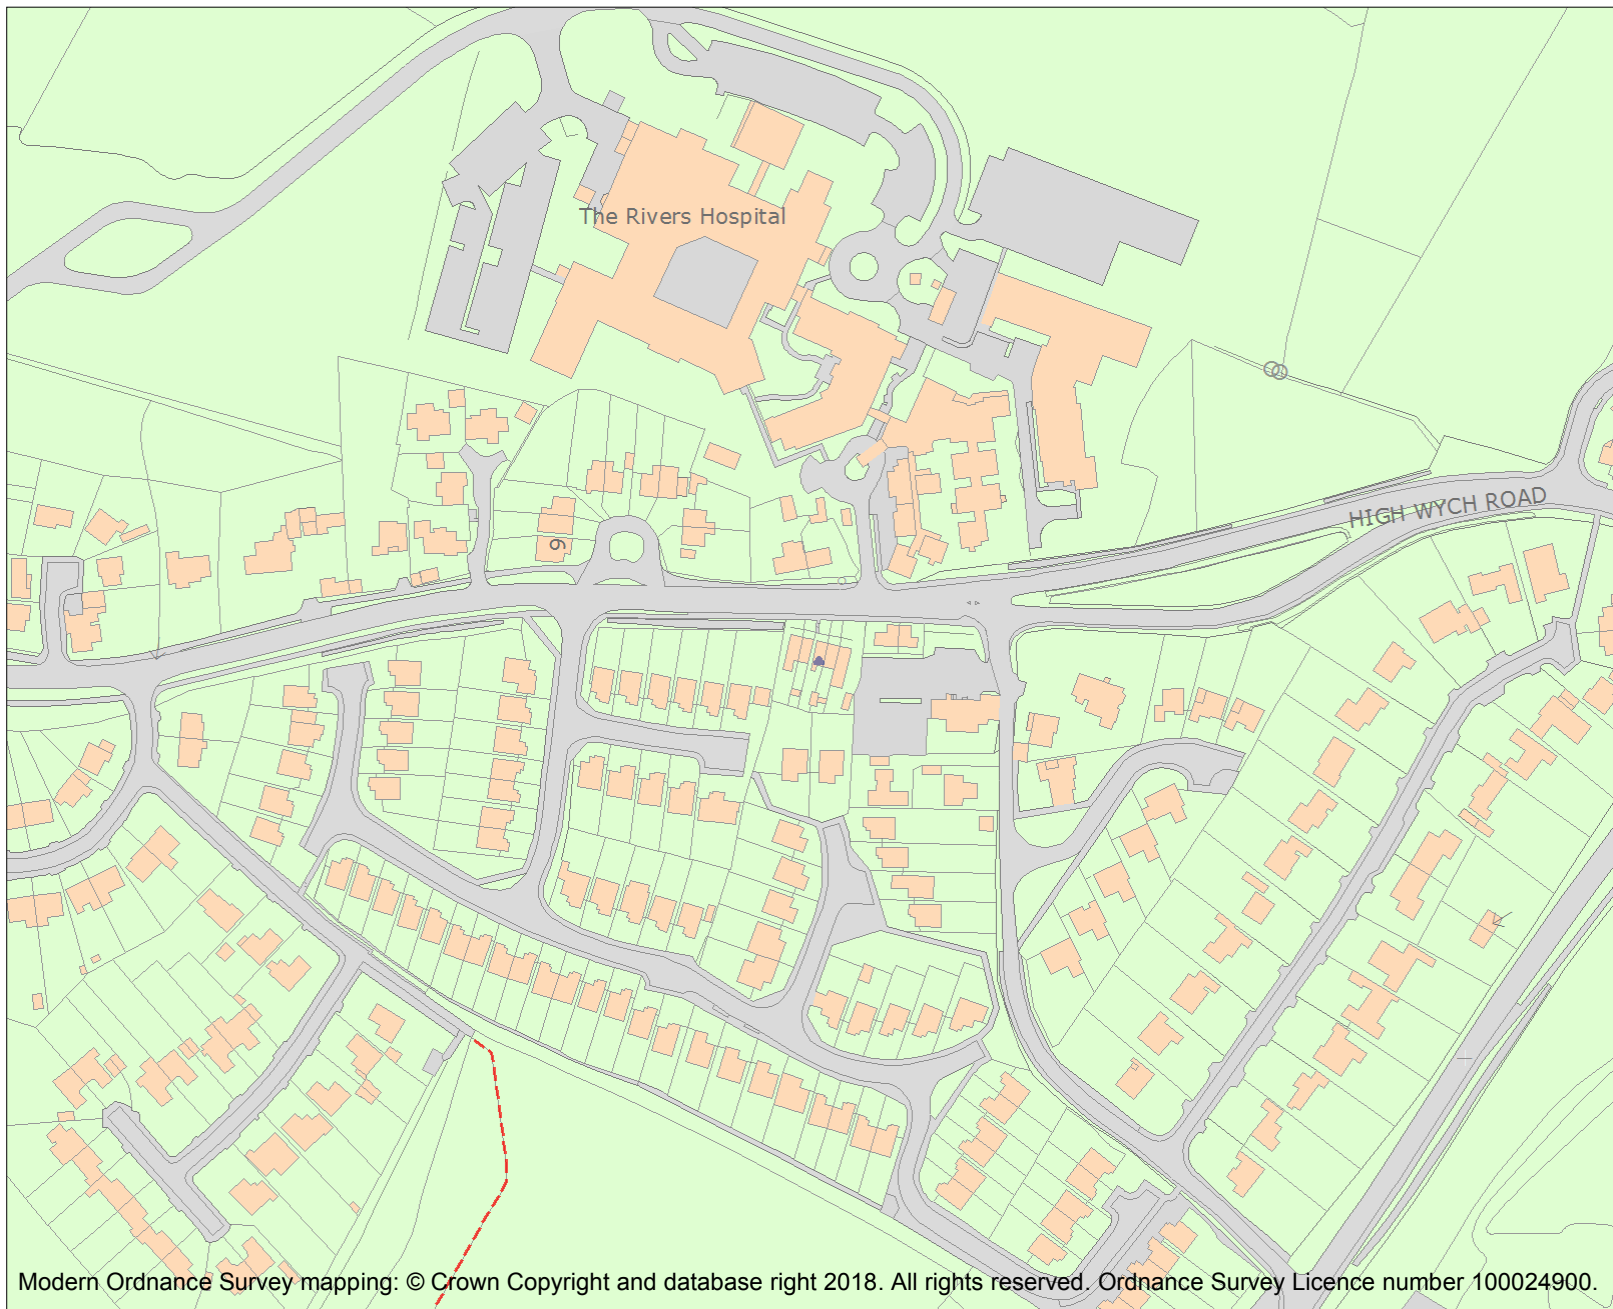 The Rivers Hospital
HIGH WYCH ROAD
6
Modern Ordnance Survey mapping: © Crown Copyright and database right 2018. All rights reserved. Ordnance Survey Licence number 100024900.